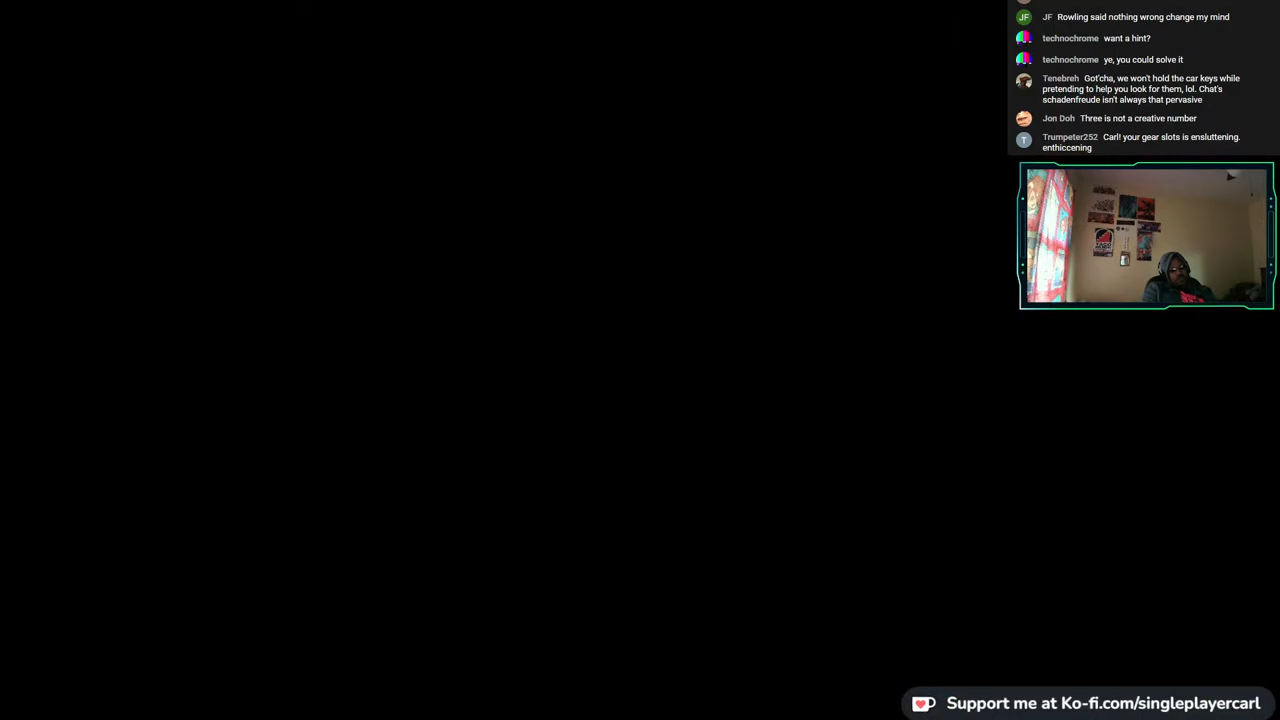 JF Rowling said nothing wrong change my mind
technochrome want a hint?
technochrome ye, you could solve it
Tenebreh Got'cha, we won't hold the car keys while
pretending to help you look for them, lol. Chat's
schadenfreude isn't always that pervasive
Jon Doh Three is not a creative number
T Trumpeter252 Carl! your gear slots is ensluttening.
enthiccening
Support me at Ko-fi.com/singleplayercarl